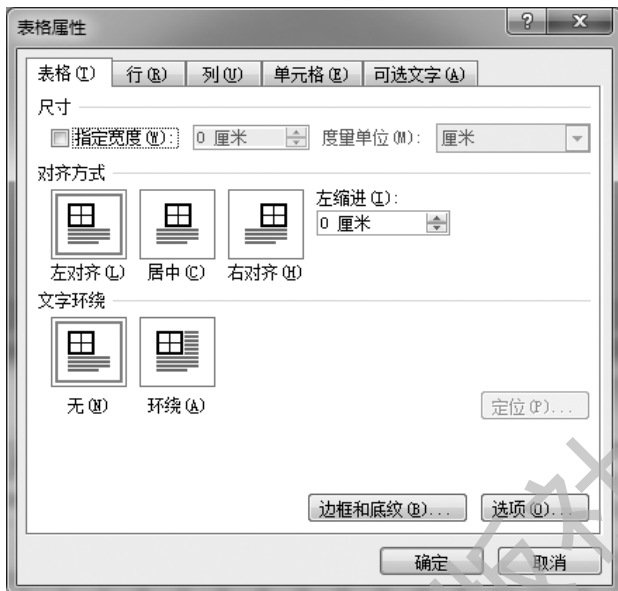 表格属性
表格(T) 行(R) 列(U) 单元格(E) 可选文字(A)
尺寸
指定宽度(W): 0 厘米 度量单位(M): 厘米
对齐方式
左缩进(I):
0 厘米
左对齐(L) 居中(C) 右对齐(H)
文字环绕
无(N) 环绕(A) 定位(P)...
边框和底纹(B)... 选项(O)...
确定 取消
版社